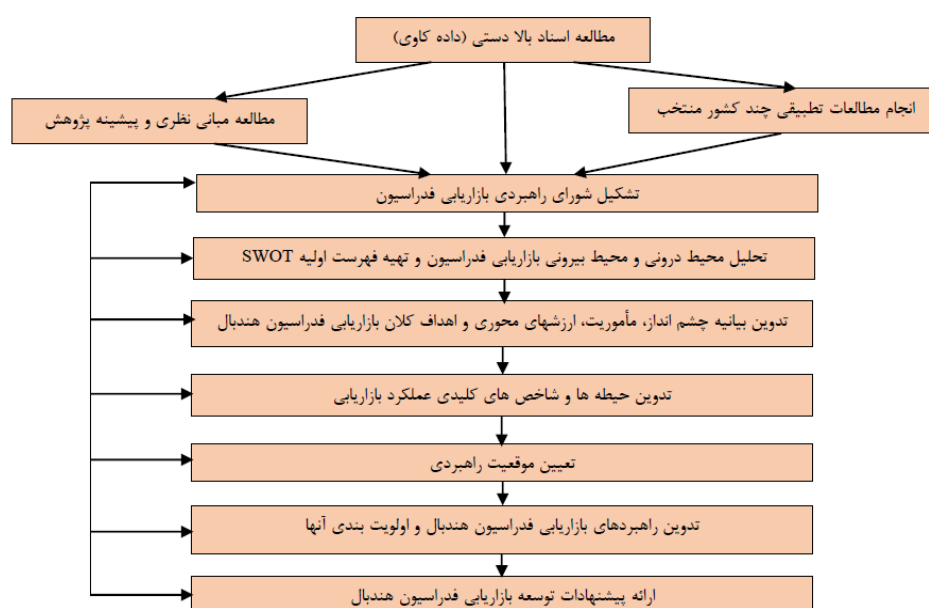 مطالعه اسناد بالا دستی (داده کاوی)
انجام مطالعات تطبیقی چند کشور منتخب
مطالعه مبانی نظری و پیشینه پژوهش
تشکیل شورای راهبردی بازاریابی فدراسیون
تحلیل محیط درونی و محیط بیرونی بازاریابی فدراسیون و تهیه فهرست اولیه SWOT
تدوین بیانیه چشم انداز، مأموریت، ارزشهای محوری و اهداف کلان بازاریابی فدراسیون هندبال
تدوین حیطه ها و شاخص های کلیدی عملکرد بازاریابی
تعیین موقعیت راهبردی
تدوین راهبردهای بازاریابی فدراسیون هندبال و اولویت بندی آنها
ارائه پیشنهادات توسعه بازاریابی فدراسیون هندبال